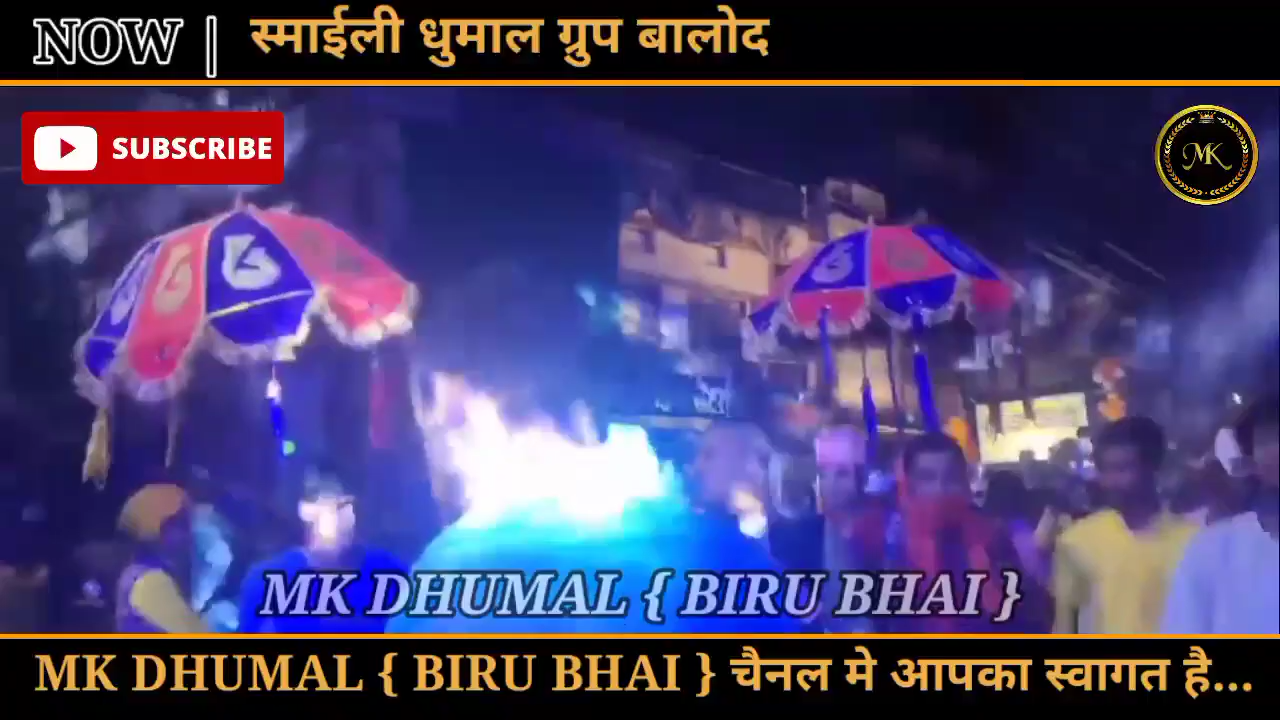 NOW | स्माईली धुमाल ग्रुप बालोद
SUBSCRIBE
MK
MK DHUMAL { BIRU BHAI }
MK DHUMAL { BIRU BHAI } चैनल मे आपका स्वागत है...